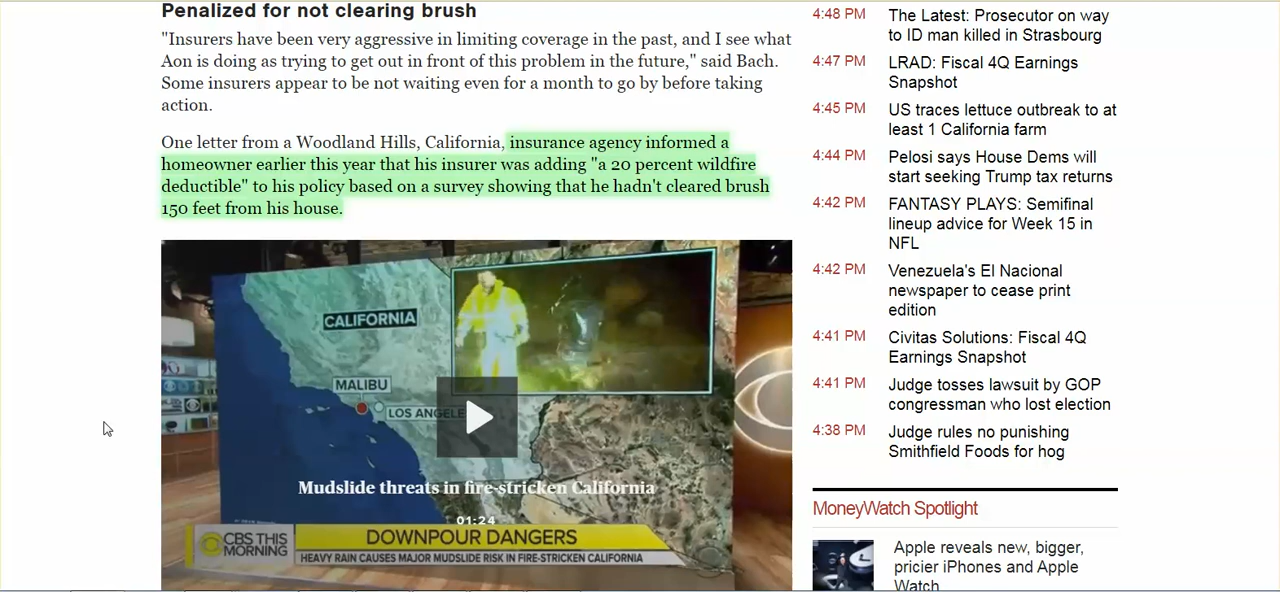 Penalized for not clearing brush
"Insurers have been very aggressive in limiting coverage in the past, and I see what
Aon is doing as trying to get out in front of this problem in the future," said Bach.
Some insurers appear to be not waiting even for a month to go by before taking
action.
One letter from a Woodland Hills, California, insurance agency informed a
homeowner earlier this year that his insurer was adding "a 20 percent wildfire
deductible" to his policy based on a survey showing that he hadn't cleared brush
150 feet from his house.
CALIFORNIA
MALIBU
LOS ANGELE
Mudslide threats in fire-stricken California
01:24
CBS THIS
MORNING
DOWNPOUR DANGERS
HEAVY RAIN CAUSES MAJOR MUDSLIDE RISK IN FIRE-STRICKEN CALIFORNIA
4:48 PM The Latest: Prosecutor on way
to ID man killed in Strasbourg
4:47 PM LRAD: Fiscal 4Q Earnings
Snapshot
4:45 PM US traces lettuce outbreak to at
least 1 California farm
4:44 PM Pelosi says House Dems will
start seeking Trump tax returns
4:42 PM FANTASY PLAYS: Semifinal
lineup advice for Week 15 in
NFL
4:42 PM Venezuela's El Nacional
newspaper to cease print
edition
4:41 PM Civitas Solutions: Fiscal 4Q
Earnings Snapshot
4:41 PM Judge tosses lawsuit by GOP
congressman who lost election
4:38 PM Judge rules no punishing
Smithfield Foods for hog
MoneyWatch Spotlight
Apple reveals new, bigger,
pricier iPhones and Apple
Watch